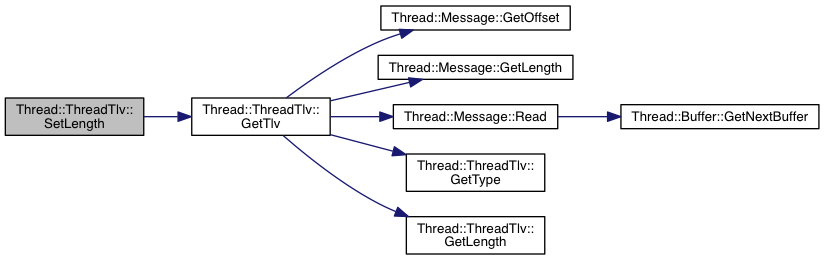 Thread::ThreadTlv::
SetLength
Thread::ThreadTlv::
GetTlv
Thread::Message::GetOffset
Thread::Message::GetLength
Thread::Message::Read
Thread::ThreadTlv::
GetType
Thread::ThreadTlv::
GetLength
Thread::Buffer::GetNextBuffer